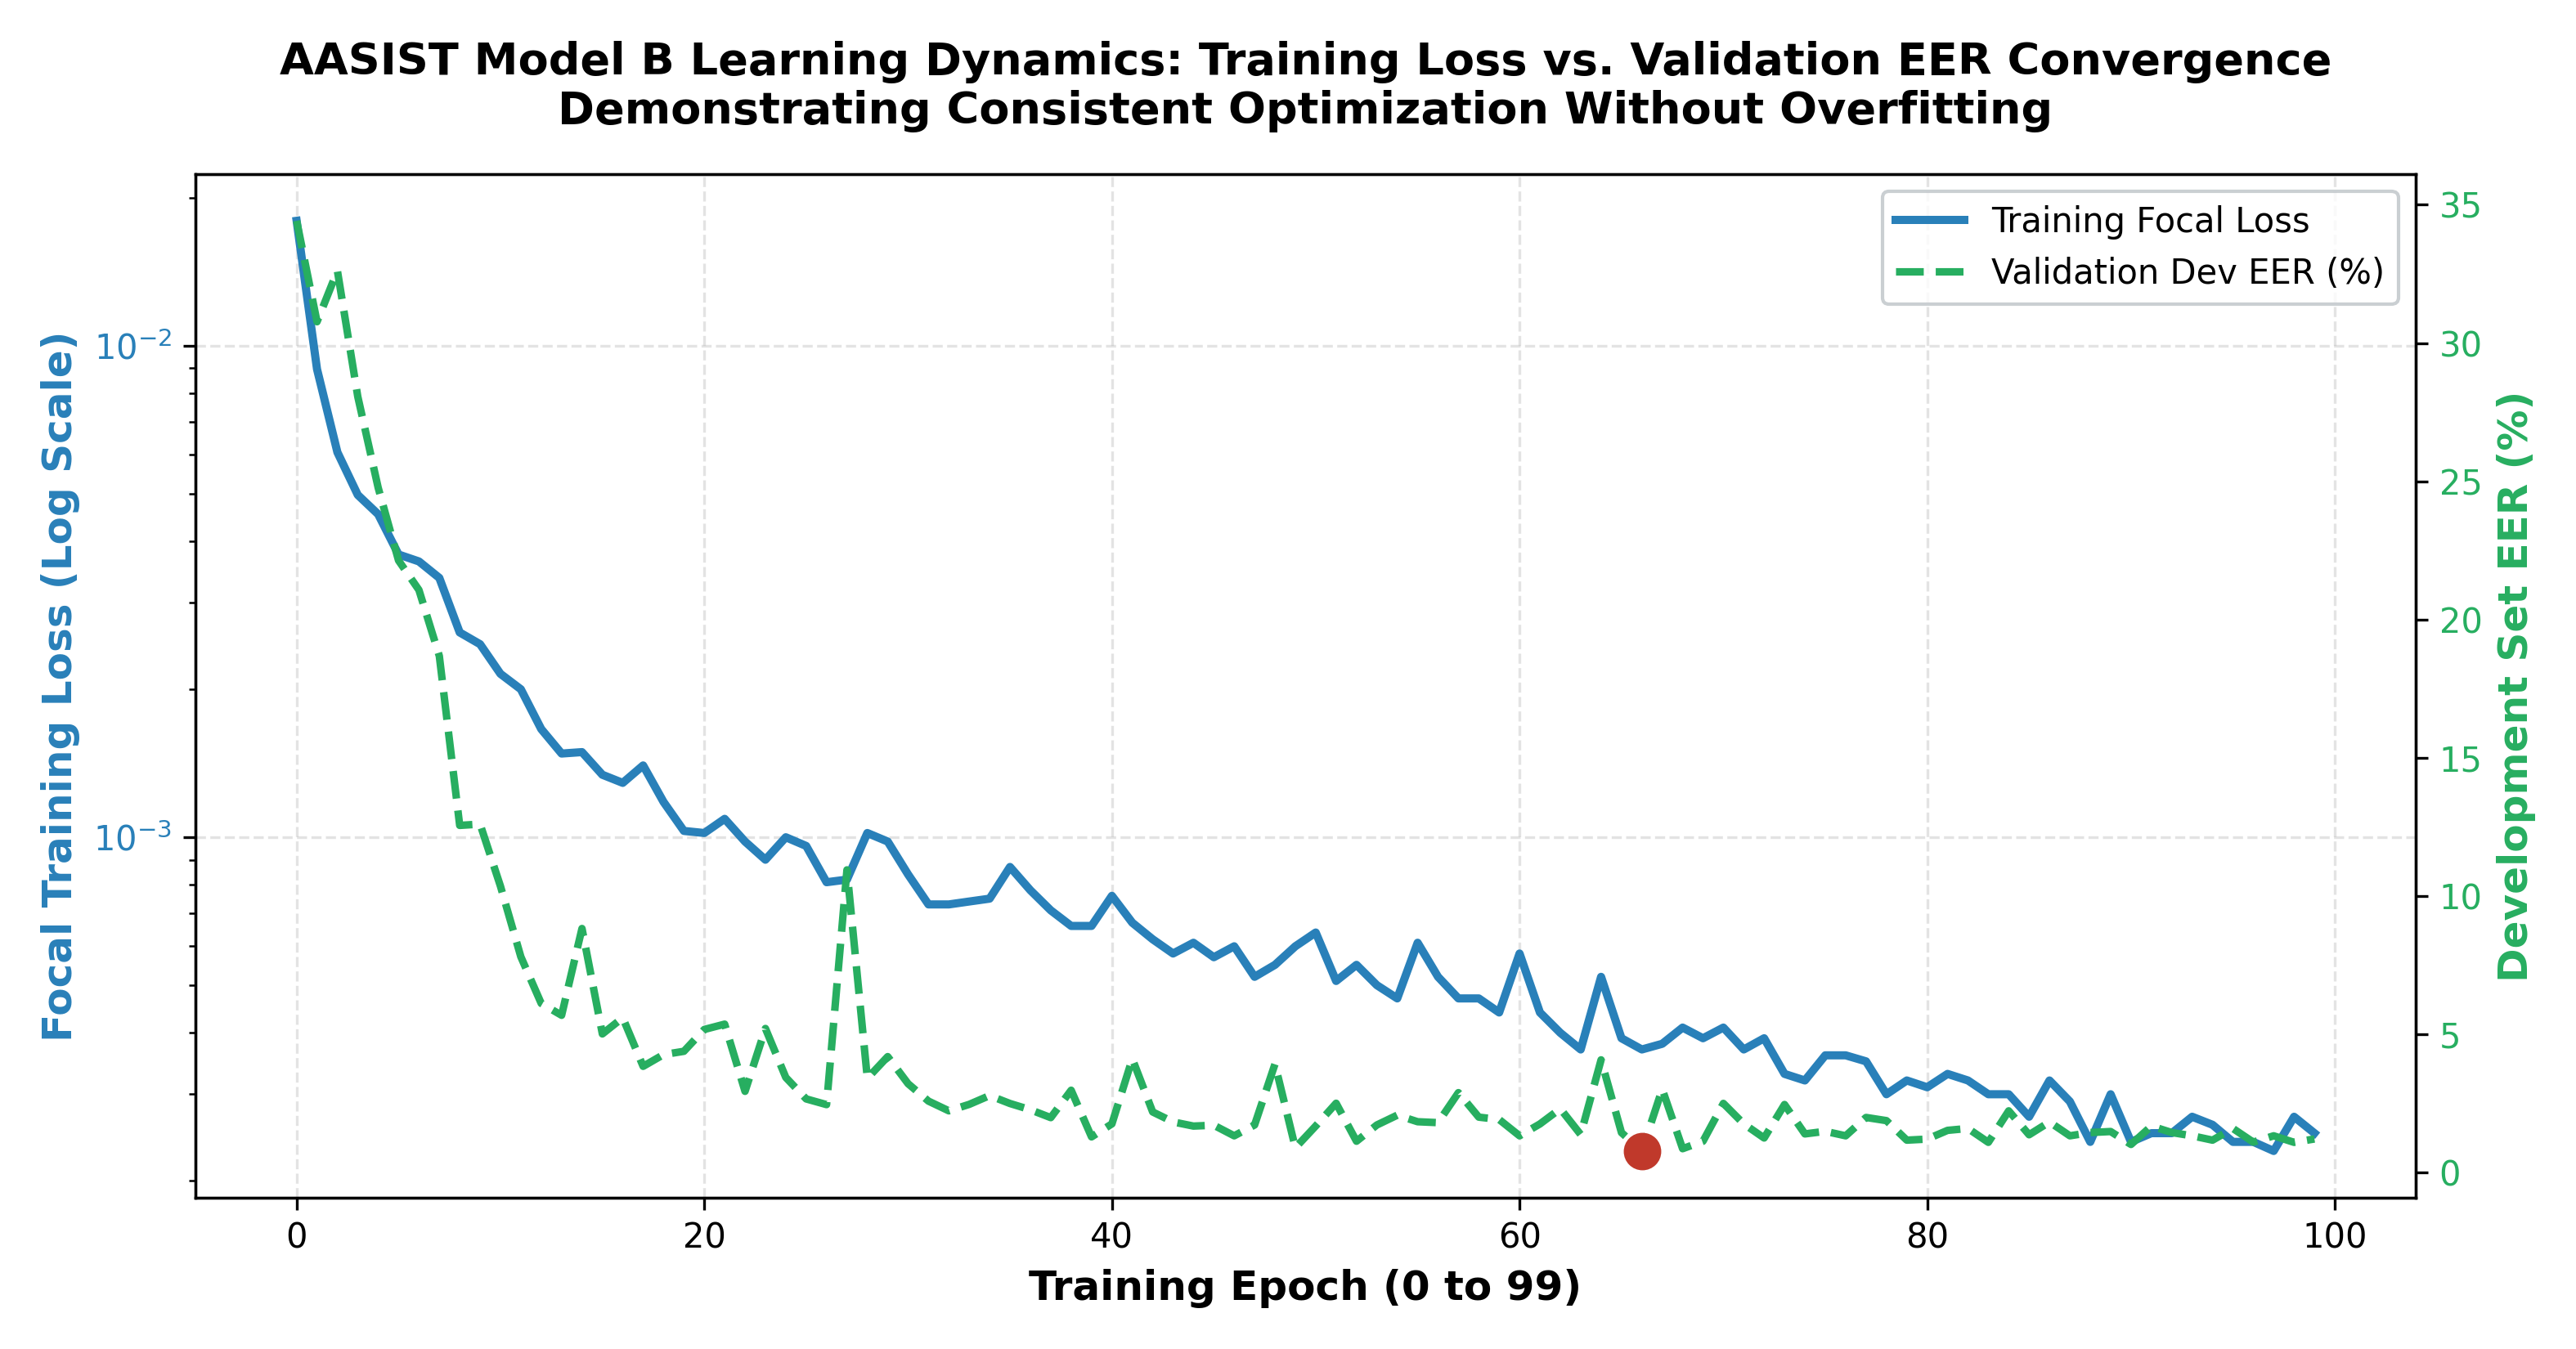 AASIST Model B Learning Dynamics: Training Loss vs. Validation EER Convergence
Demonstrating Consistent Optimization Without Overfitting
Training Focal Loss
Validation Dev EER (%)
Focal Training Loss (Log Scale)
10⁻²
10⁻³
35
30
25
20
15
10
5
0
Development Set EER (%)
0 20 40 60 80 100
Training Epoch (0 to 99)